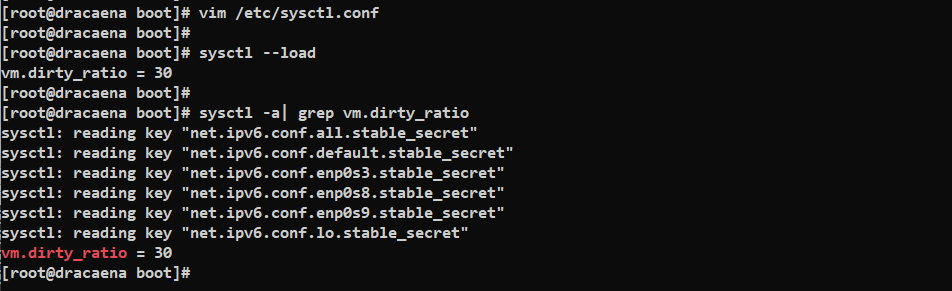 [root@dracaena boot]# vim /etc/sysctl.conf
[root@dracaena boot]#
[root@dracaena boot]# sysctl --load
vm.dirty_ratio = 30
[root@dracaena boot]#
[root@dracaena boot]# sysctl -a| grep vm.dirty_ratio
sysctl: reading key "net.ipv6.conf.all.stable_secret"
sysctl: reading key "net.ipv6.conf.default.stable_secret"
sysctl: reading key "net.ipv6.conf.enp0s3.stable_secret"
sysctl: reading key "net.ipv6.conf.enp0s8.stable_secret"
sysctl: reading key "net.ipv6.conf.enp0s9.stable_secret"
sysctl: reading key "net.ipv6.conf.lo.stable_secret"
vm.dirty_ratio = 30
[root@dracaena boot]#